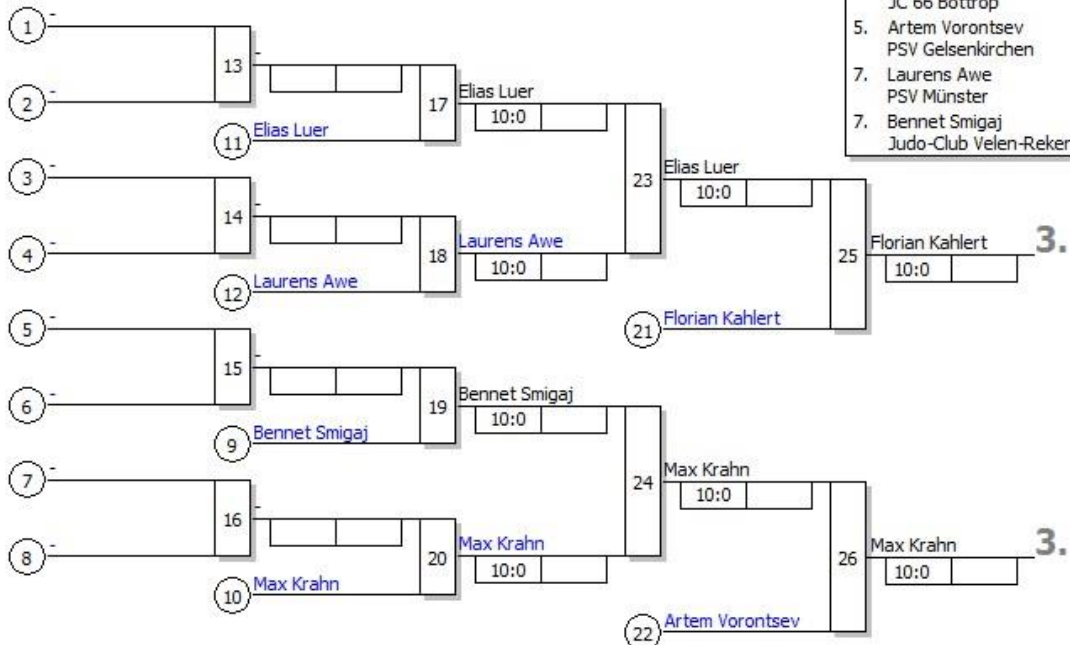 JC 66 Bottrop
5. Artem Vorontsev
PSV Gelsenkirchen
7. Laurens Awe
PSV Münster
7. Bennet Smigaj
Judo-Club Velen-Reken
1 -
13 -
2 -
17 Elias Luer
10:0
11 Elias Luer
3 -
23 Elias Luer
10:0
14 -
4 -
18 Laurens Awe
10:0
12 Laurens Awe
25 Florian Kahlert 3.
10:0
5 -
21 Florian Kahlert
15 -
6 -
19 Bennet Smigaj
10:0
9 Bennet Smigaj
7 -
24 Max Krahn
10:0
16 -
8 -
20 Max Krahn
10:0
10 Max Krahn
26 Max Krahn 3.
10:0
22 Artem Vorontsev